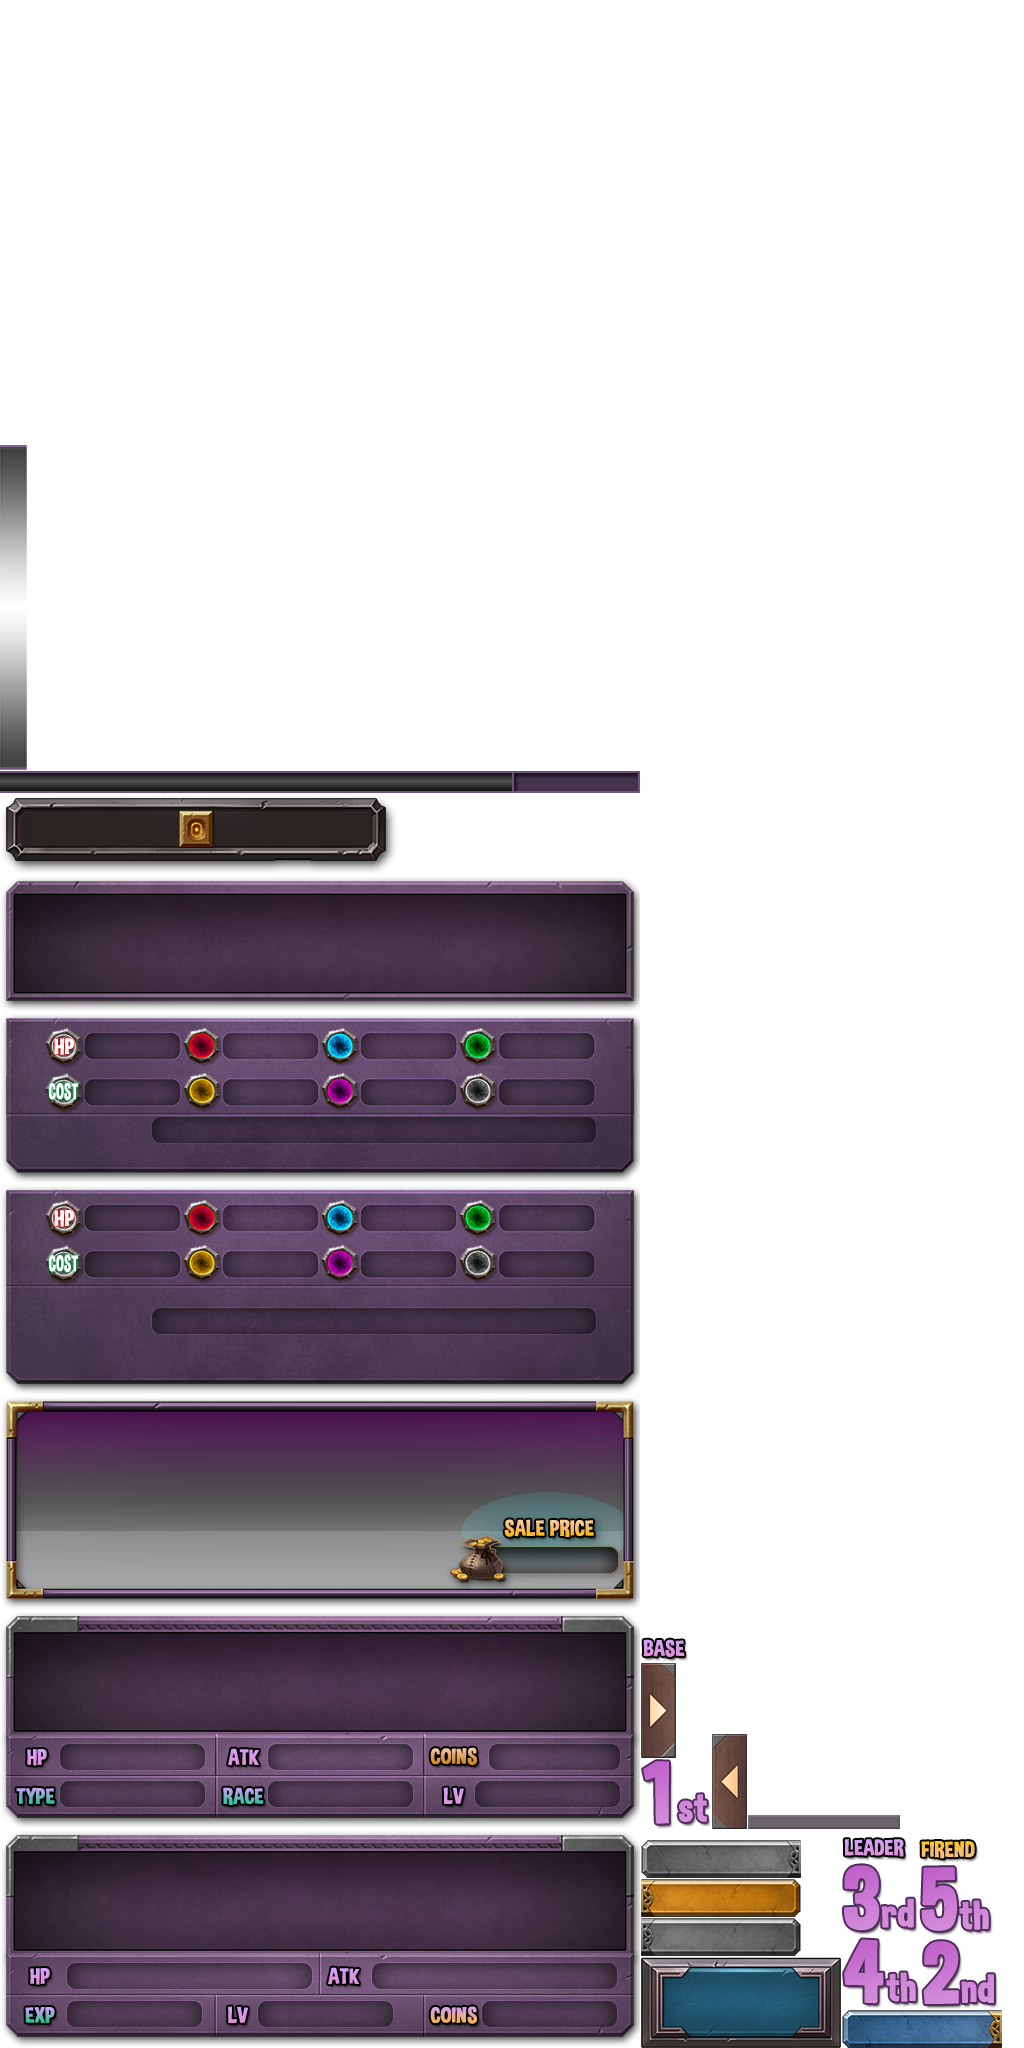 HP
COST
HP
COST
SALE PRICE
BASE
HP ATK COINS
TYPE RACE LV
1st
LEADER FIREND
3rd 5th
4th 2nd
HP ATK
EXP LV COINS